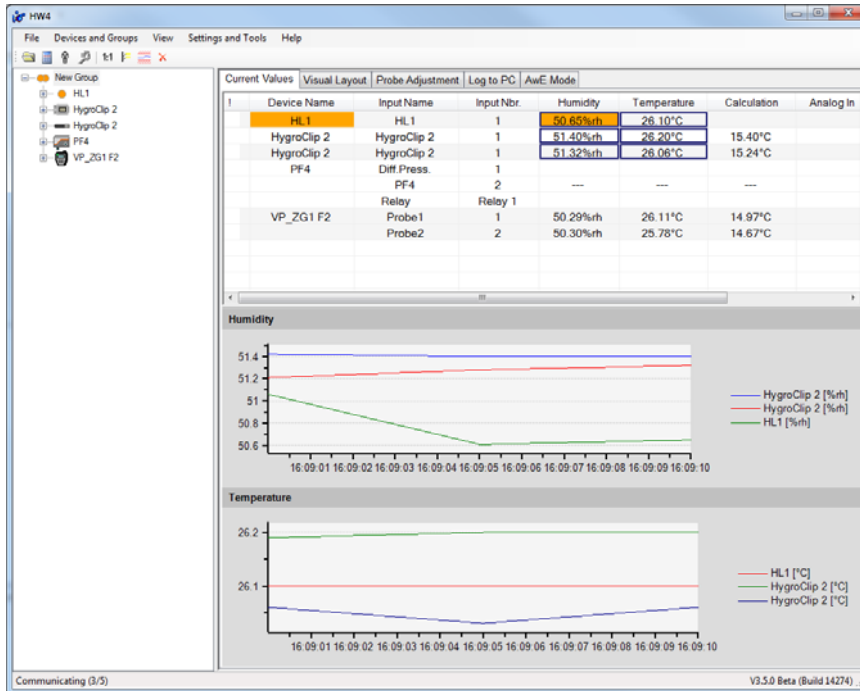 HW4
File Devices and Groups View Settings and Tools Help
New Group
HL1
HygroClip 2
HygroClip 2
PF4
VP_ZG1 F2
Current Values Visual Layout Probe Adjustment Log to PC AwE Mode
! Device Name Input Name Input Nbr. Humidity Temperature Calculation Analog In
HL1 HL1 1 50.65%rh 26.10°C
HygroClip 2 HygroClip 2 1 51.40%rh 26.20°C 15.40°C
HygroClip 2 HygroClip 2 1 51.32%rh 26.06°C 15.24°C
PF4 Diff.Press. 1
PF4 2 --- --- ---
Relay Relay 1
VP_ZG1 F2 Probe1 1 50.29%rh 26.11°C 14.97°C
Probe2 2 50.30%rh 25.78°C 14.67°C
Humidity
51.4
51.2
51
50.8
50.6
16:09:01 16:09:02 16:09:03 16:09:04 16:09:05 16:09:06 16:09:07 16:09:08 16:09:09 16:09:10
HygroClip 2 [%rh]
HygroClip 2 [%rh]
HL1 [%rh]
Temperature
26.2
26.1
16:09:01 16:09:02 16:09:03 16:09:04 16:09:05 16:09:06 16:09:07 16:09:08 16:09:09 16:09:10
HL1 [°C]
HygroClip 2 [°C]
HygroClip 2 [°C]
Communicating (3/5) V3.5.0 Beta (Build 14274)